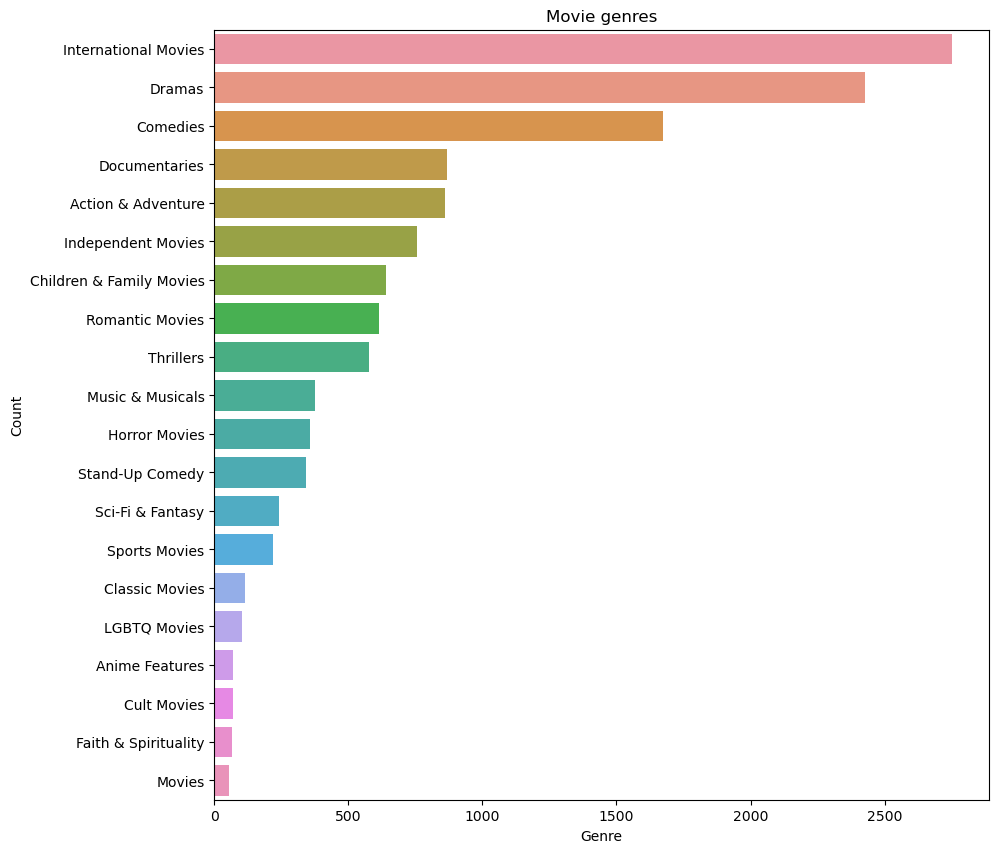 Movie genres
International Movies
Dramas
Comedies
Documentaries
Action & Adventure
Independent Movies
Children & Family Movies
Romantic Movies
Thrillers
Music & Musicals
Horror Movies
Stand-Up Comedy
Sci-Fi & Fantasy
Sports Movies
Classic Movies
LGBTQ Movies
Anime Features
Cult Movies
Faith & Spirituality
Movies
Count
0 500 1000 1500 2000 2500
Genre